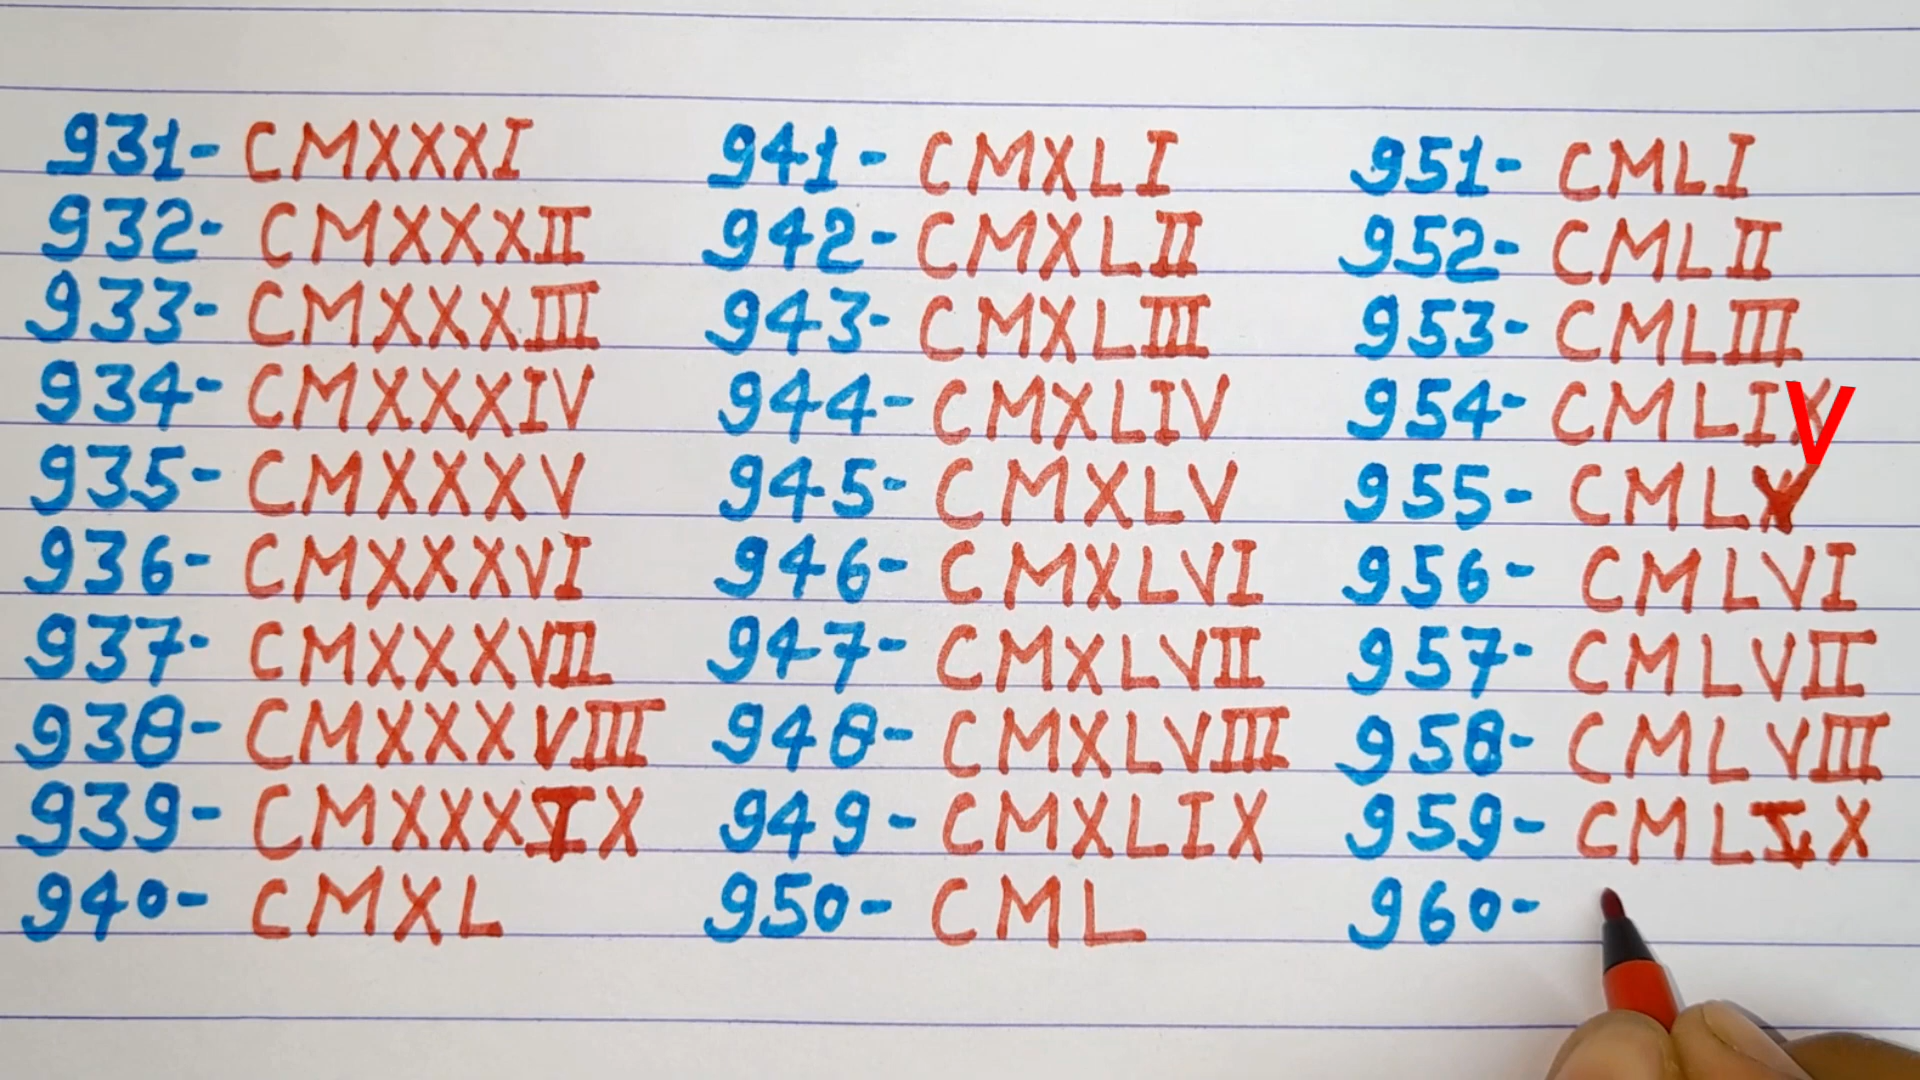 931- CMXXXI
932- CMXXXII
933- CMXXXIII
934- CMXXXIV
935- CMXXXV
936- CMXXXVI
937- CMXXXVII
938- CMXXXVIII
939- CMXXXIX
940- CMXL
941- CMXLI
942- CMXLII
943- CMXLIII
944- CMXLIV
945- CMXLV
946- CMXLVI
947- CMXLVII
948- CMXLVIII
949- CMXLIX
950- CML
951- CMLI
952- CMLII
953- CMLIII
954- CMLIV
955- CMLV
956- CMLVI
957- CMLVII
958- CMLVIII
959- CMLIX
960-